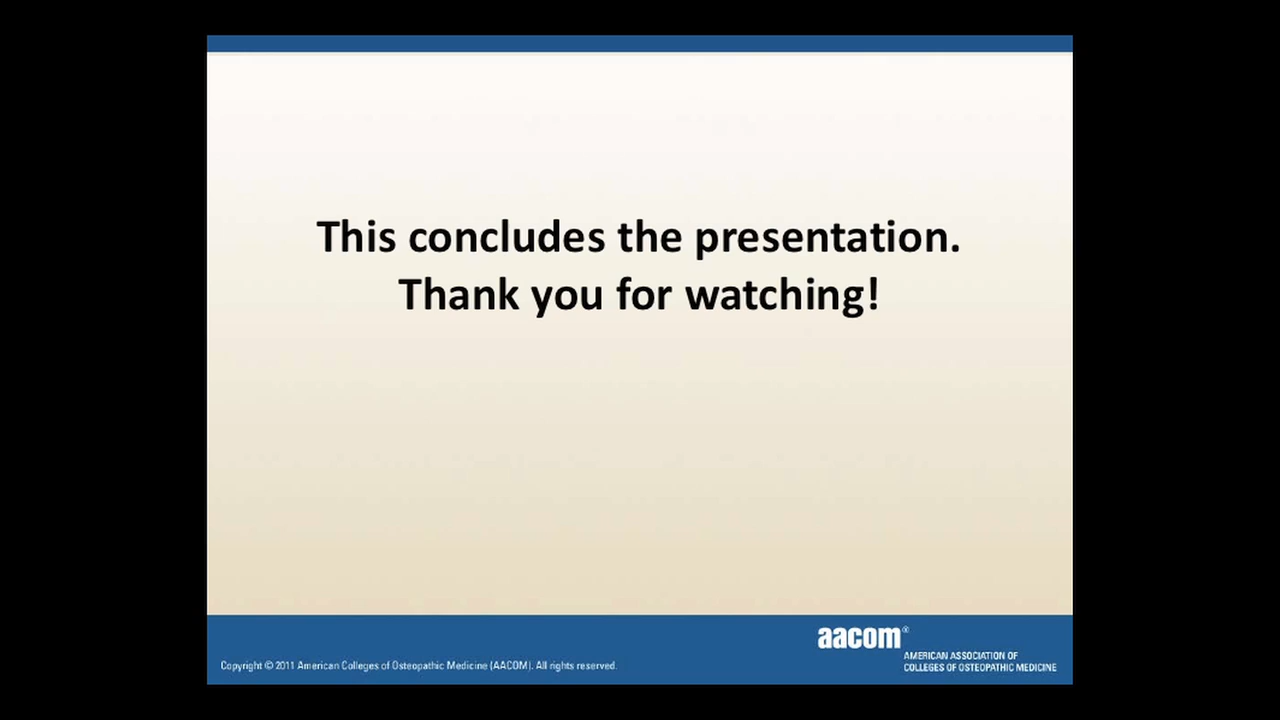 This concludes the presentation.
Thank you for watching!
aacom®
AMERICAN ASSOCIATION OF
COLLEGES OF OSTEOPATHIC MEDICINE
Copyright © 2011 American Colleges of Osteopathic Medicine (AACOM). All rights reserved.